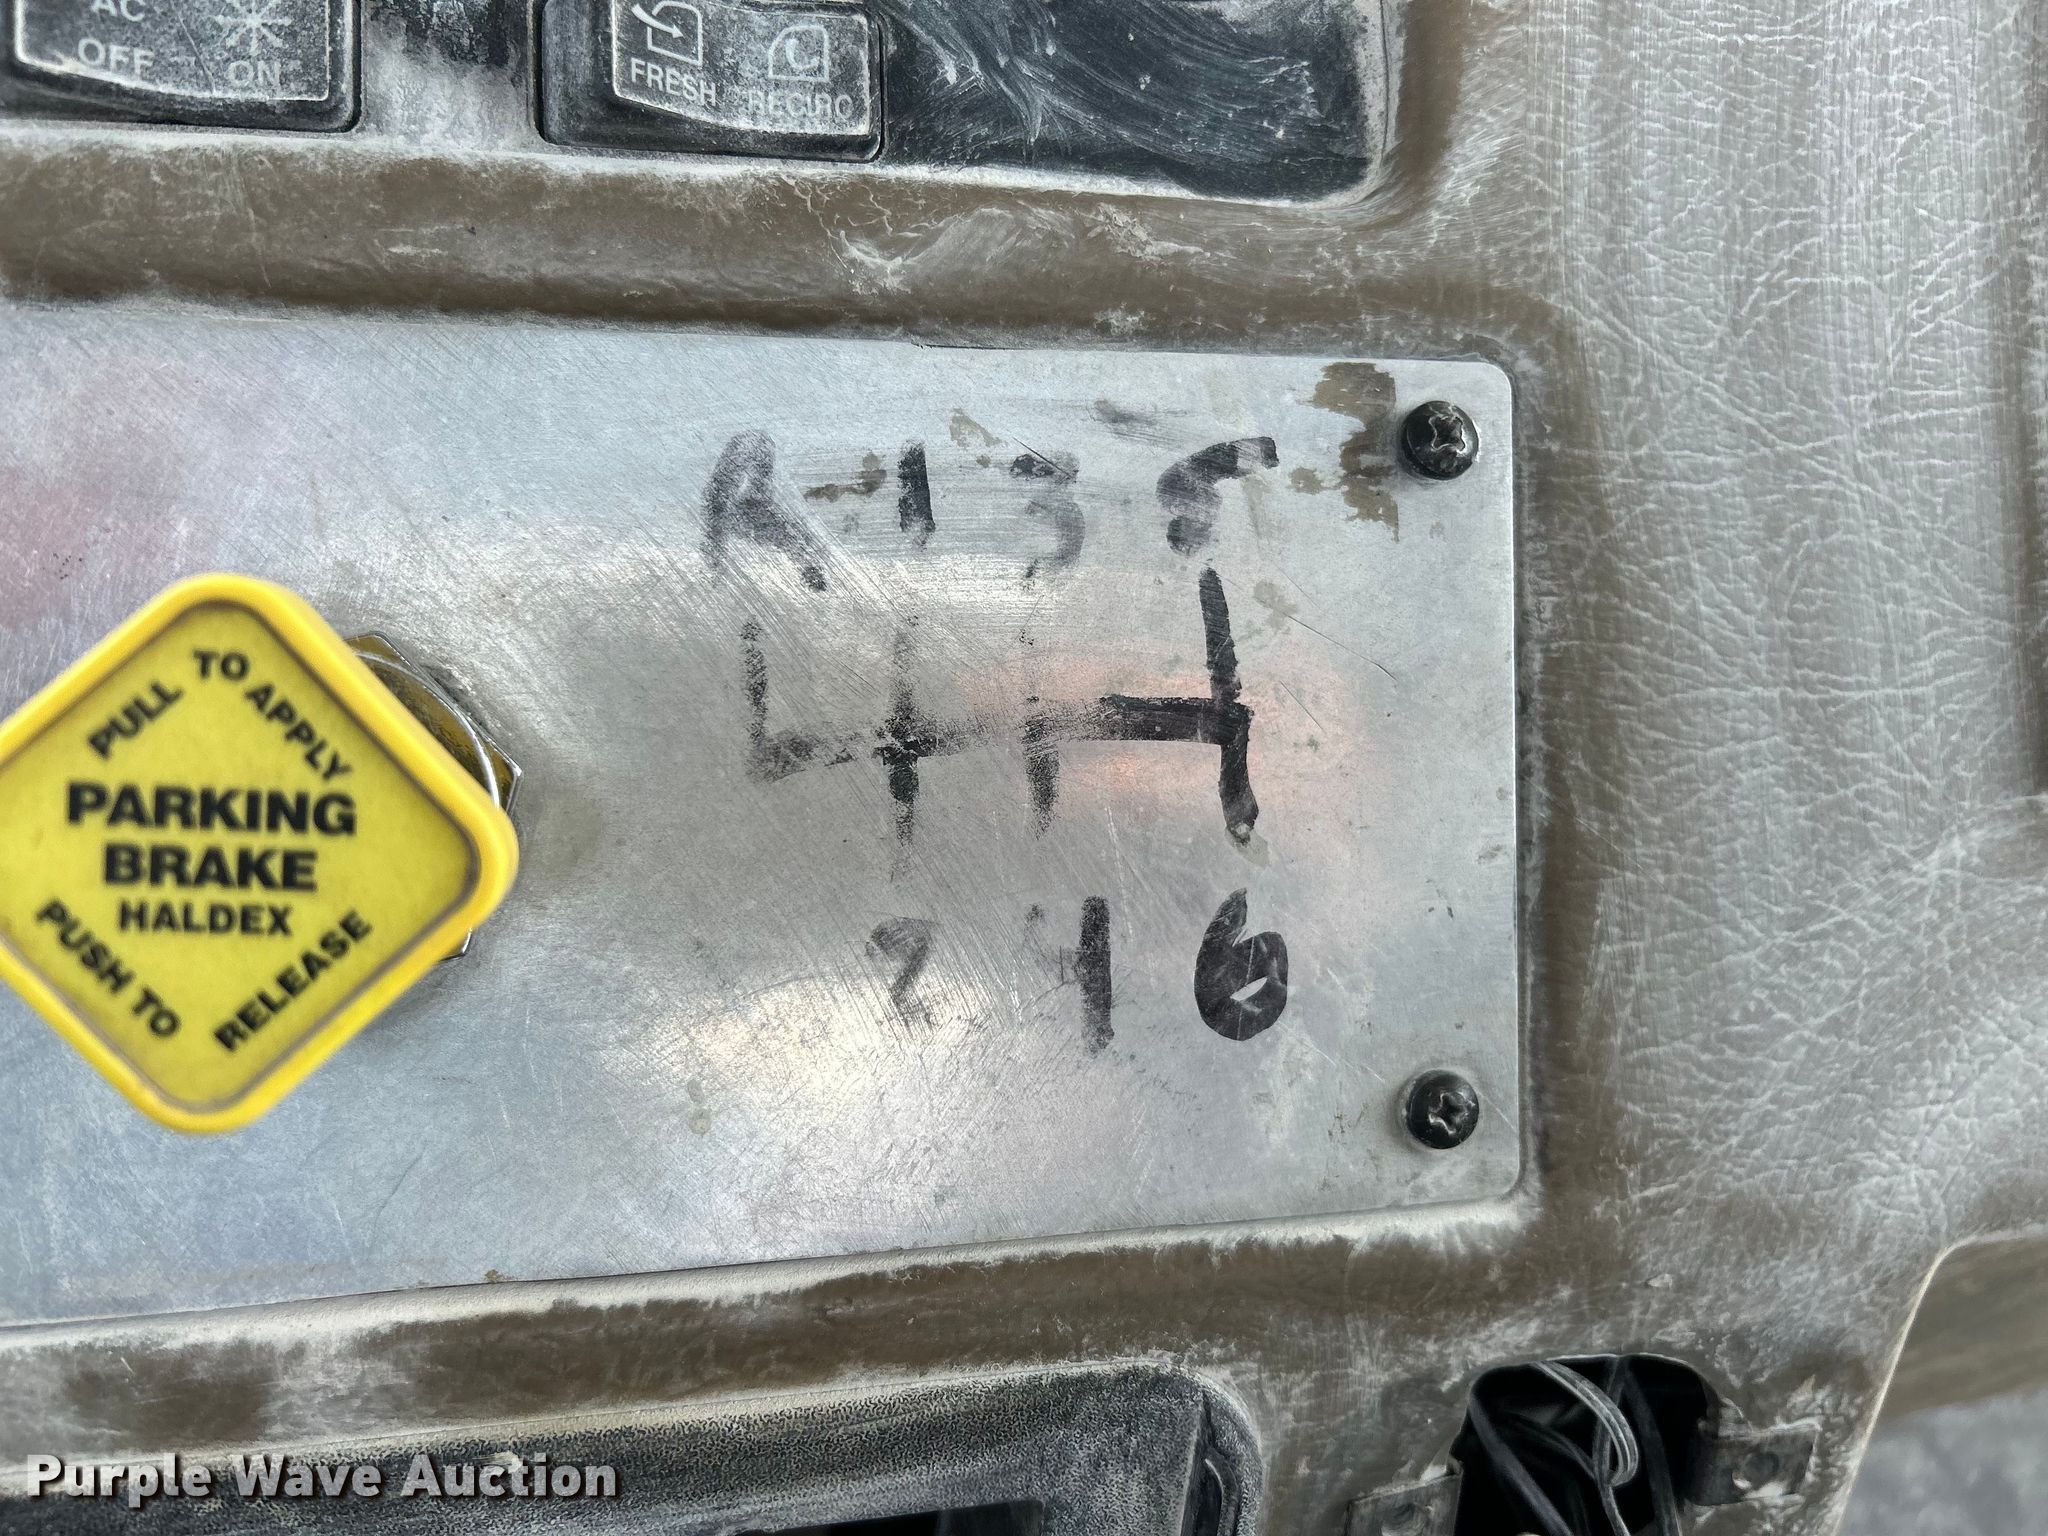 AC
OFF ON
FRESH RECIRC
R 1 3 5
2 4 6
PULL TO APPLY
PARKING
BRAKE
HALDEX
PUSH TO RELEASE
Purple Wave Auction